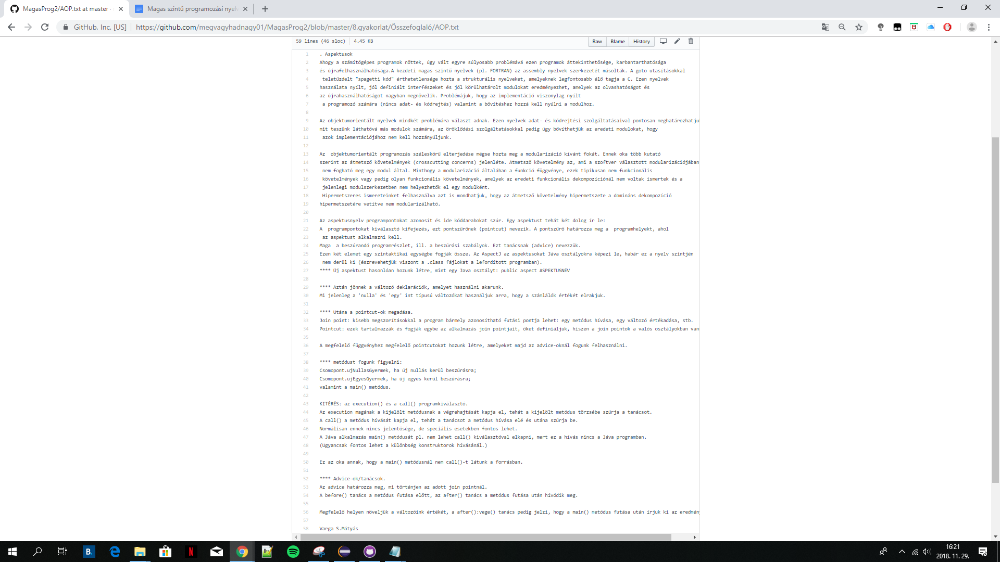 MagasProg2/AOP.txt at master
Magas szintű programozási nyel
GitHub, Inc. [US]
https://github.com/megvagyhadnagy01/MagasProg2/blob/master/8.gyakorlat/Összefoglaló/AOP.txt
59 lines (46 sloc) 4.45 KB
Raw Blame History
1 . Aspektusok
2 Ahogy a számítógépes programok nőttek, úgy vált egyre súlyosabb problémává ezen programok áttekinthetősége, karbantarthatósága
3 és újrafelhasználhatósága.A kezdeti magas szintű nyelvek (pl. FORTRAN) az assembly nyelvek szerkezetét másolták. A goto utasításokkal
4 teletűzdelt "spagetti kód" érthetetlensége hozta a strukturális nyelveket, amelyeknek legfontosabb élő tagja a C. Ezen nyelvek
5 használata nyílt, jól definiált interfészeket és jól körülhatárolt modulokat eredményezhet, amelyek az olvashatóságot és
6 az újrahasználhatóságot nagyban megnövelik. Problémájuk, hogy az implementáció viszonylag nyílt
7 a programozó számára (nincs adat- és kódrejtés) valamint a bővítéshez hozzá kell nyúlni a modulhoz.
8
9 Az objektumorientált nyelvek mindkét problémára választ adnak. Ezen nyelvek adat- és kódrejtési szolgáltatásaival pontosan meghatározhatju
10 mit teszünk láthatóvá más modulok számára, az öröklődési szolgáltatásokkal pedig úgy bővíthetjük az eredeti modulokat, hogy
11 azok implementációjához nem kell hozzányúljunk.
12
13 Az objektumorientált programozás széleskörű elterjedése mégse hozta meg a modularizáció kívánt fokát. Ennek oka több kutató
14 szerint az átmetsző követelmények (crosscutting concerns) jelenléte. Átmetsző követelmény az, ami a szoftver választott modularizációjában
15 nem fogható meg egy modul által. Minthogy a modularizáció általában a funkció függvénye, ezek tipikusan nem funkcionális
16 követelmények vagy pedig olyan funkcionális követelmények, amelyek az eredeti funkcionális dekompozíciónál nem voltak ismertek és a
17 jelenlegi modulszerkezetben nem helyezhetők el egy modulként.
18 Hipermetszeres ismereteinket felhasználva azt is mondhatjuk, hogy az átmetsző követelmény hipermetszete a domináns dekompozíció
19 hipermetszetére vetítve nem modularizálható.
20
21 Az aspektusnyelv programpontokat azonosít és ide kóddarabokat szúr. Egy aspektust tehát két dolog ír le:
22 A programpontokat kiválasztó kifejezés, ezt pontszűrőnek (pointcut) nevezik. A pontszűrő határozza meg a programhelyekt, ahol
23 az aspektust alkalmazni kell.
24 Maga a beszúrandó programrészlet, ill. a beszúrási szabályok. Ezt tanácsnak (advice) nevezzük.
25 Ezen két elemet egy szintaktikai egységbe fogják össze. Az AspectJ az aspektusokat Jáva osztályokra képezi le, habár ez a nyelv szintjén
26 nem derül ki (észrevehetjük viszont a .class fájlokat a lefordított programban).
27 **** Új aspektust hasonlóan hozunk létre, mint egy Java osztályt: public aspect ASPEKTUSNÉV
28
29 **** Aztán jönnek a változó deklarációk, amelyet használni akarunk.
30 Mi jelenleg a 'nulla' és 'egy' int típusú változókat használjuk arra, hogy a számlálók értékét elrakjuk.
31
32 **** Utána a pointcut-ok megadása.
33 Join point: kisebb megszorításokkal a program bármely azonosítható futási pontja lehet: egy metódus hívása, egy változó értékadása, stb.
34 Pointcut: ezek tartalmazzák és fogják egybe az alkalmazás join pointjait, őket definiáljuk, hiszen a join pointok a valós osztályokban van
35
36 A megfelelő függvényhez megfelelő pointcutokat hozunk létre, amelyeket majd az advice-oknál fogunk felhasználni.
37
38 **** metódust fogunk figyelni:
39 Csomopont.ujNullasGyermek, ha új nullás kerül beszúrásra;
40 Csomopont.ujEgyesGyermek, ha új egyes kerül beszúrásra;
41 valamint a main() metódus.
42
43 KITÉRÉS: az execution() és a call() programkiválasztó.
44 Az execution magának a kijelölt metódusnak a végrehajtását kapja el, tehát a kijelölt metódus törzsébe szúrja a tanácsot.
45 A call() a metódus hívását kapja el, tehát a tanácsot a metódus hívása elé és utána szúrja be.
46 Normálisan ennek nincs jelentősége, de speciális esetekben fontos lehet.
47 A Jáva alkalmazás main() metódusát pl. nem lehet call() kiválasztóval elkapni, mert ez a hívás nincs a Jáva programban.
48 (Ugyancsak fontos lehet a különbség konstruktorok hívásánál.)
49
50 Ez az oka annak, hogy a main() metódusnál nem call()-t látunk a forrásban.
51
52 **** Advice-ok/tanácsok.
53 Az advice határozza meg, mi történjen az adott join pointnál.
54 A before() tanács a metódus futása előtt, az after() tanács a metódus futása után hívódik meg.
55
56 Megfelelő helyen növeljük a változóink értékét, a after():vege() tanács pedig jelzi, hogy a main() metódus futása után írjuk ki az eredmén
57
58 Varga S.Mátyás
B.
N
16:21
2018. 11. 29.